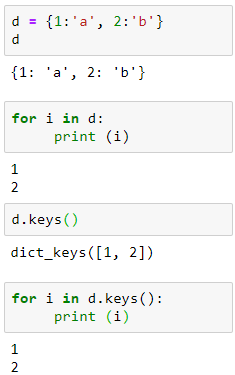 d = {1:'a', 2:'b'}
d
{1: 'a', 2: 'b'}
for i in d:
     print (i)
1
2
d.keys()
dict_keys([1, 2])
for i in d.keys():
     print (i)
1
2